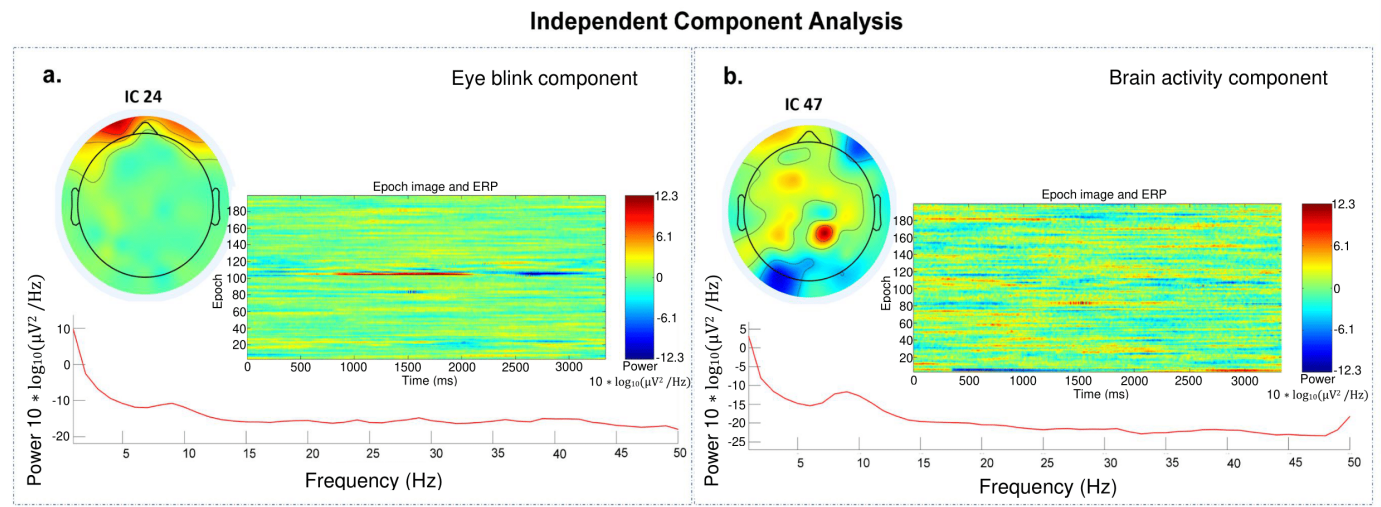 Independent Component Analysis
a.
Eye blink component
IC 24
Epoch image and ERP
180
160
140
120
100
80
60
40
20
Epoch
0 500 1000 1500 2000 2500 3000
Time (ms)
12.3
6.1
0
-6.1
-12.3
Power
10 * log₁₀(μV² /Hz)
Power 10 * log₁₀(μV² /Hz)
10
0
-10
-20
5 10 15 20 25 30 35 40 45 50
Frequency (Hz)
b.
Brain activity component
IC 47
Epoch image and ERP
180
160
140
120
100
80
60
40
20
Epoch
0 500 1000 1500 2000 2500 3000
Time (ms)
12.3
6.1
0
-6.1
-12.3
Power
10 * log₁₀(μV² /Hz)
Power 10 * log₁₀(μV² /Hz)
5
0
-5
-10
-15
-20
-25
5 10 15 20 25 30 35 40 45 50
Frequency (Hz)